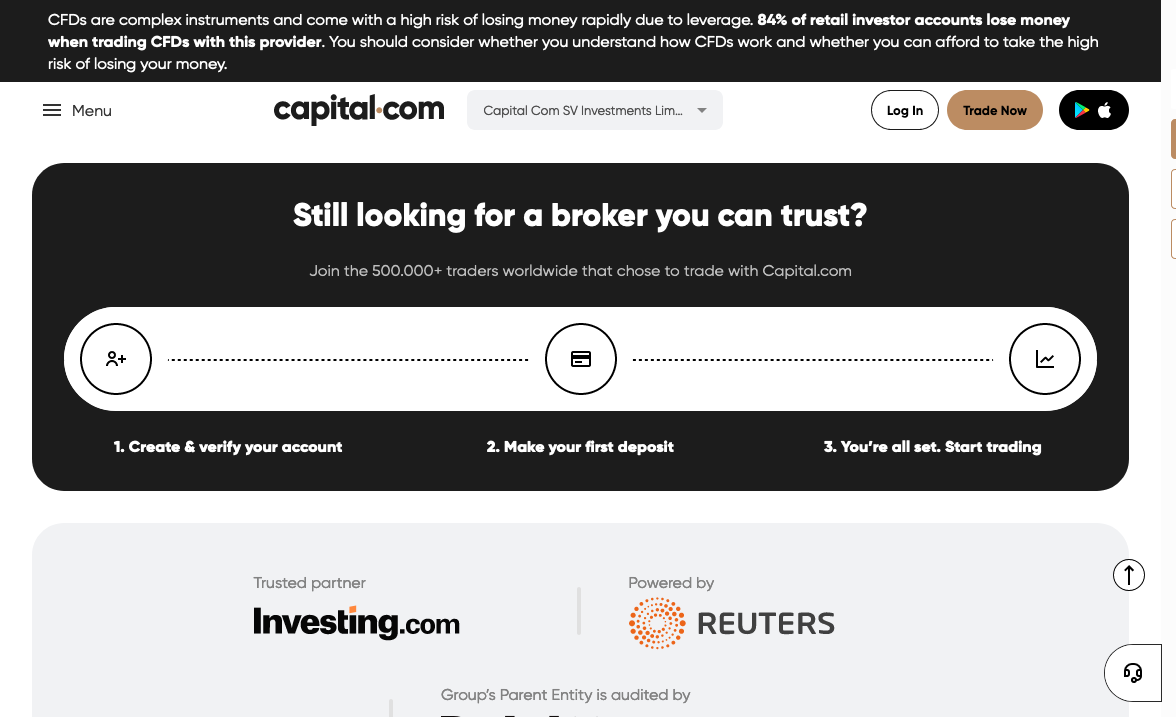 CFDs are complex instruments and come with a high risk of losing money rapidly due to leverage. 84% of retail investor accounts lose money
when trading CFDs with this provider. You should consider whether you understand how CFDs work and whether you can afford to take the high
risk of losing your money.
Menu
capital.com
Capital Com SV Investments Lim...
Log In
Trade Now
Still looking for a broker you can trust?
Join the 500.000+ traders worldwide that chose to trade with Capital.com
1. Create & verify your account
2. Make your first deposit
3. You’re all set. Start trading
Trusted partner
Powered by
Investing.com
REUTERS
Group’s Parent Entity is audited by